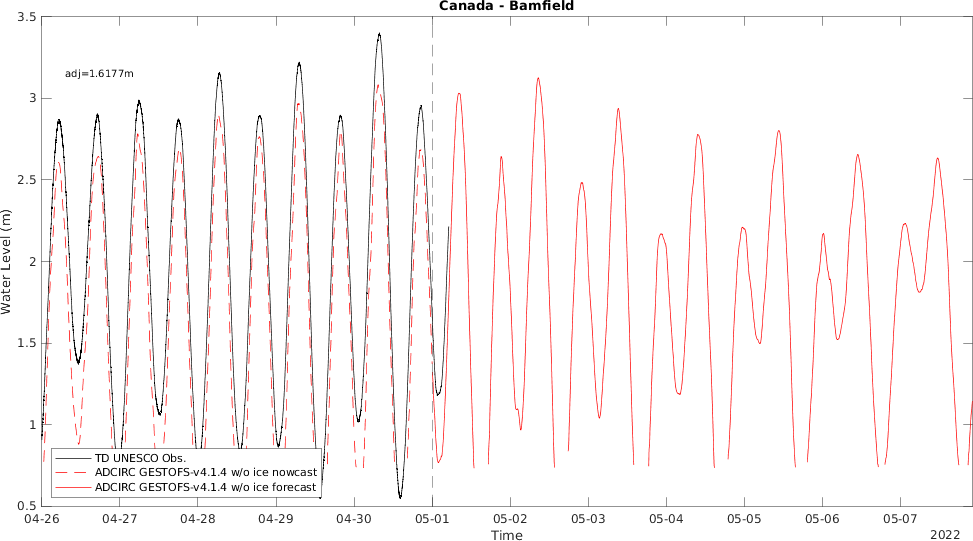 Canada - Bamfield
3.5
adj=1.6177m
3
2.5
Water Level (m)
2
1.5
1
TD UNESCO Obs.
ADCIRC GESTOFS-v4.1.4 w/o ice nowcast
ADCIRC GESTOFS-v4.1.4 w/o ice forecast
0.5
04-26 04-27 04-28 04-29 04-30 05-01 05-02 05-03 05-04 05-05 05-06 05-07
Time
2022